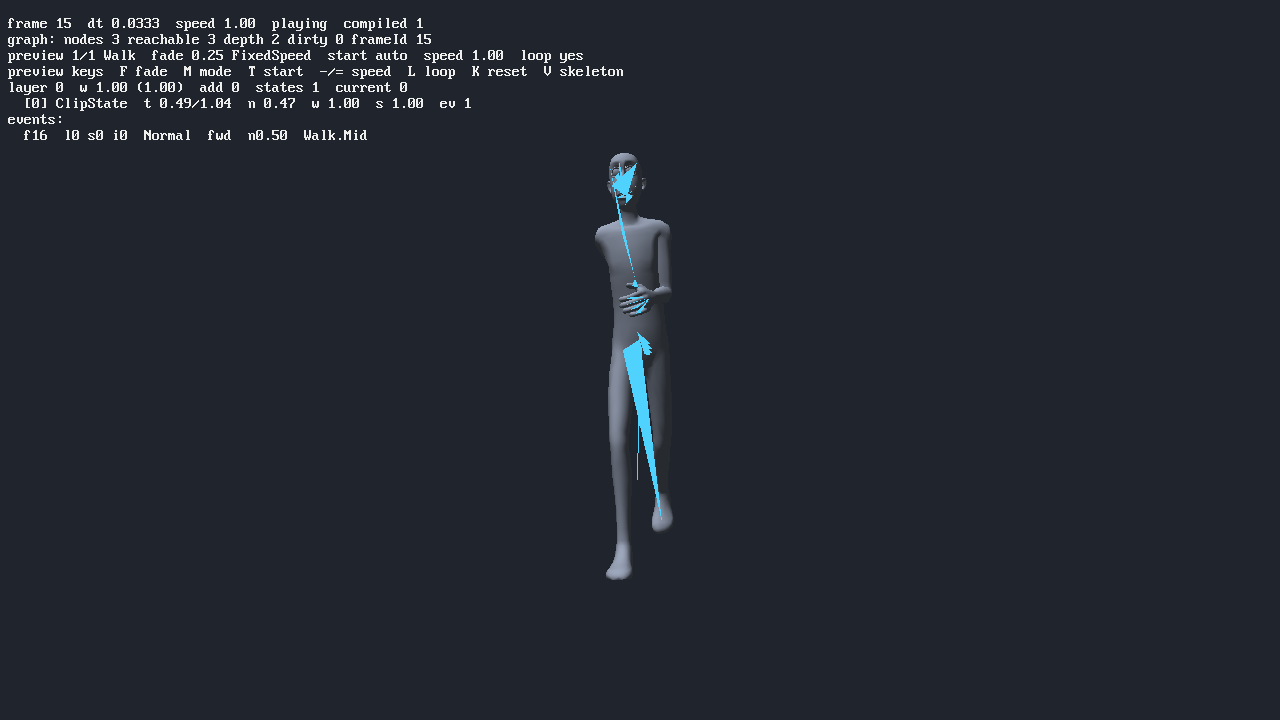 frame 15  dt 0.0333  speed 1.00  playing  compiled 1
graph: nodes 3 reachable 3 depth 2 dirty 0 frameId 15
preview 1/1 Walk  fade 0.25 FixedSpeed  start auto  speed 1.00  loop yes
preview keys  F fade  M mode  T start  -/= speed  L loop  K reset  V skeleton
layer 0  w 1.00 (1.00)  add 0  states 1  current 0
[0] ClipState  t 0.49/1.04  n 0.47  w 1.00  s 1.00  ev 1
events:
f16  l0 s0 i0  Normal  fwd  n0.50  Walk.Mid